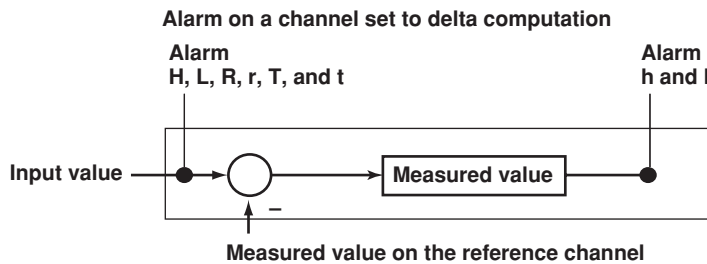 Alarm on a channel set to delta computation
Alarm
H, L, R, r, T, and t
Alarm
h and
Input value
Measured value
–
Measured value on the reference channel